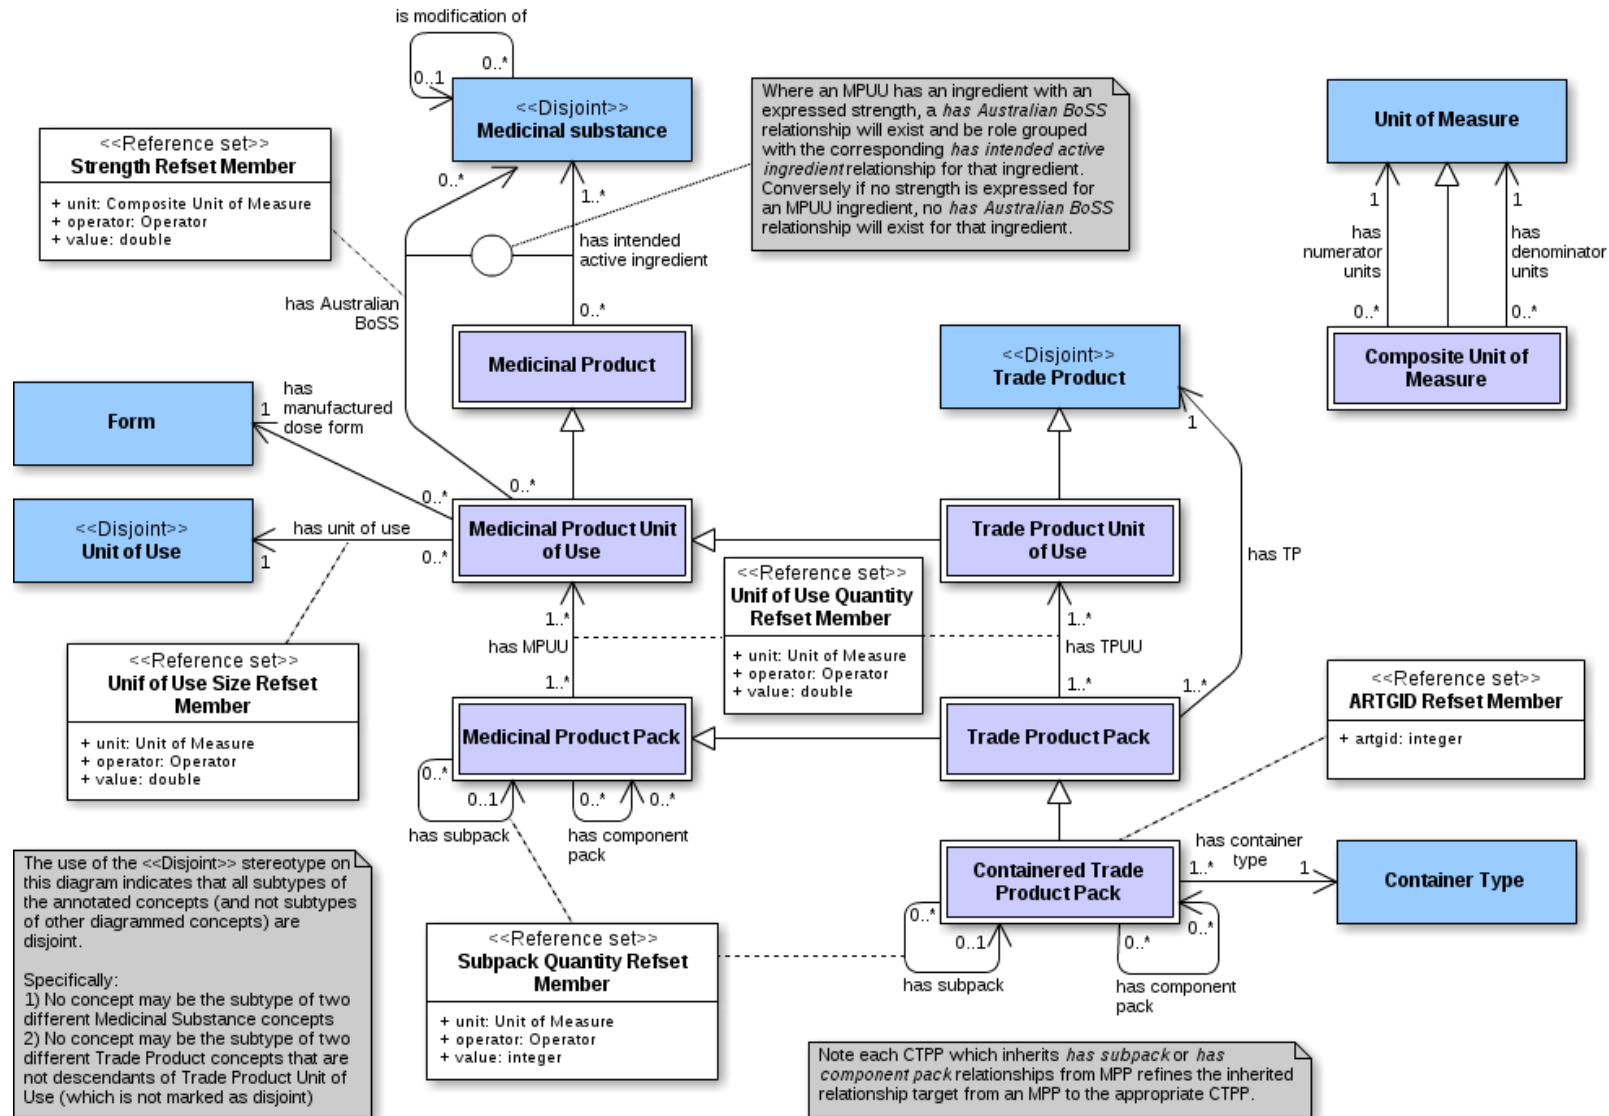 is modification of
0..1
0..*
<<Disjoint>>
Medicinal substance
Where an MPUU has an ingredient with an
expressed strength, a has Australian BoSS
relationship will exist and be role grouped
with the corresponding has intended active
ingredient relationship for that ingredient.
Conversely if no strength is expressed for
an MPUU ingredient, no has Australian BoSS
relationship will exist for that ingredient.
Unit of Measure
<<Reference set>>
Strength Refset Member
+ unit: Composite Unit of Measure
+ operator: Operator
+ value: double
0..*
1..*
has intended
active ingredient
0..*
has Australian
BoSS
1
1
has
numerator
units
has
denominator
units
0..*
0..*
Composite Unit of
Measure
Medicinal Product
<<Disjoint>>
Trade Product
1
Form
1
has
manufactured
dose form
0..*
0..*
<<Disjoint>>
Unit of Use
has unit of use
1
0..*
Medicinal Product Unit
of Use
Trade Product Unit
of Use
has TP
<<Reference set>>
Unif of Use Quantity
Refset Member
+ unit: Unit of Measure
+ operator: Operator
+ value: double
1..*
has MPUU
1..*
1..*
has TPUU
1..*
1..*
<<Reference set>>
Unif of Use Size Refset
Member
+ unit: Unit of Measure
+ operator: Operator
+ value: double
<<Reference set>>
ARTGID Refset Member
+ artgid: integer
Medicinal Product Pack
Trade Product Pack
0..*
0..1
has subpack
0..*
0..*
has component
pack
The use of the <<Disjoint>> stereotype on
this diagram indicates that all subtypes of
the annotated concepts (and not subtypes
of other diagrammed concepts) are
disjoint.
Specifically:
1) No concept may be the subtype of two
different Medicinal Substance concepts
2) No concept may be the subtype of two
different Trade Product concepts that are
not descendants of Trade Product Unit of
Use (which is not marked as disjoint)
Containered Trade
Product Pack
has container
type
1..*
1
Container Type
<<Reference set>>
Subpack Quantity Refset
Member
+ unit: Unit of Measure
+ operator: Operator
+ value: integer
0..*
0..1
has subpack
0..*
0..*
has component
pack
Note each CTPP which inherits has subpack or has
component pack relationships from MPP refines the inherited
relationship target from an MPP to the appropriate CTPP.